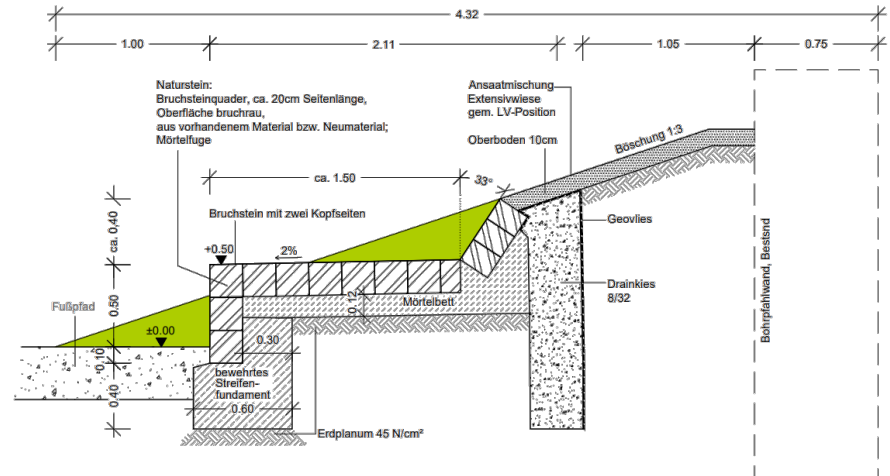 4.32
1.00
2.11
1.05
0.75
Naturstein:
Bruchsteinquader, ca. 20cm Seitenlänge,
Oberfläche bruchrau,
aus vorhandenem Material bzw. Neumaterial;
Mörtelfuge
Ansaatmischung
Extensivwiese
gem. LV-Position
Oberboden 10cm
Böschung 1:3
ca. 1.50
33°
ca. 0,40
Bruchstein mit zwei Kopfseiten
Geovlies
+0.50
2%
Drainkies
8/32
Bohrpfahlwand, Bestsnd
0.50
Fußpfad
0.12
Mörtelbett
±0.00
0.30
0.10
bewehrtes
Streifen-
fundament
0.40
0.60
Erdplanum 45 N/cm²